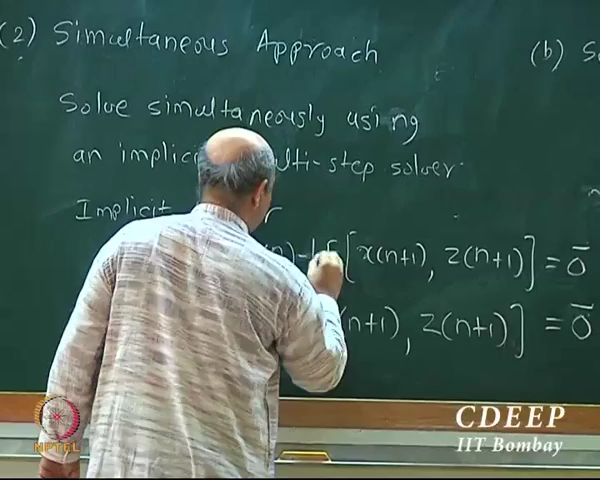 (2) Simultaneous Approach
(b)
Solve simultaneously using
an implici ulti-step solver.
Implicit
(n) - [x(n+1), z(n+1)] = 0̄
(n+1), z(n+1)] = 0̄
CDEEP
IIT Bombay
NPTEL